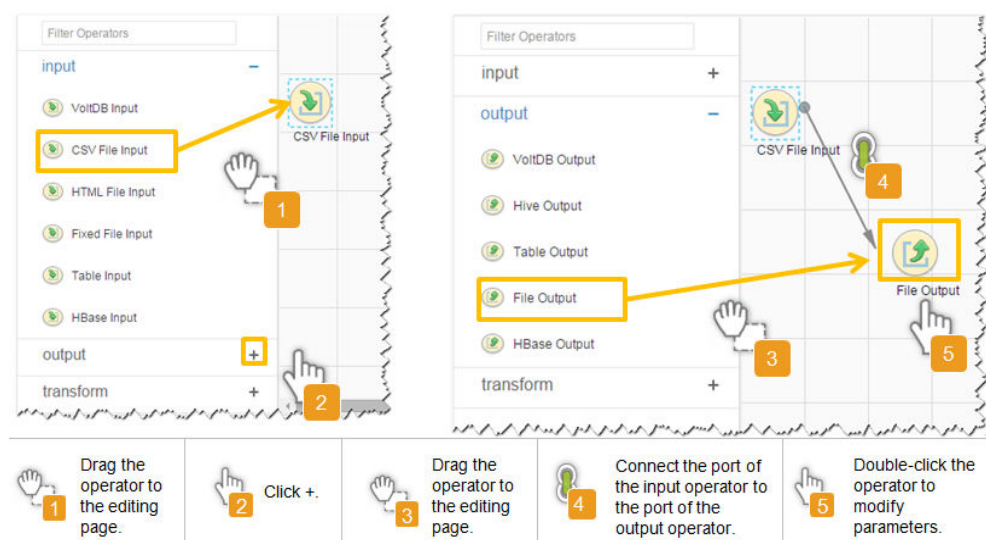 Filter Operators
input
−
VoltDB Input
CSV File Input
HTML File Input
Fixed File Input
Table Input
HBase Input
output
+
transform
+
CSV File Input
1
2
Filter Operators
input
+
output
−
VoltDB Output
Hive Output
Table Output
File Output
HBase Output
transform
+
CSV File Input
4
File Output
3
5
1
Drag the
operator to
the editing
page.
2
Click +.
3
Drag the
operator to
the editing
page.
4
Connect the port of
the input operator to
the port of the
output operator.
5
Double-click the
operator to
modify
parameters.